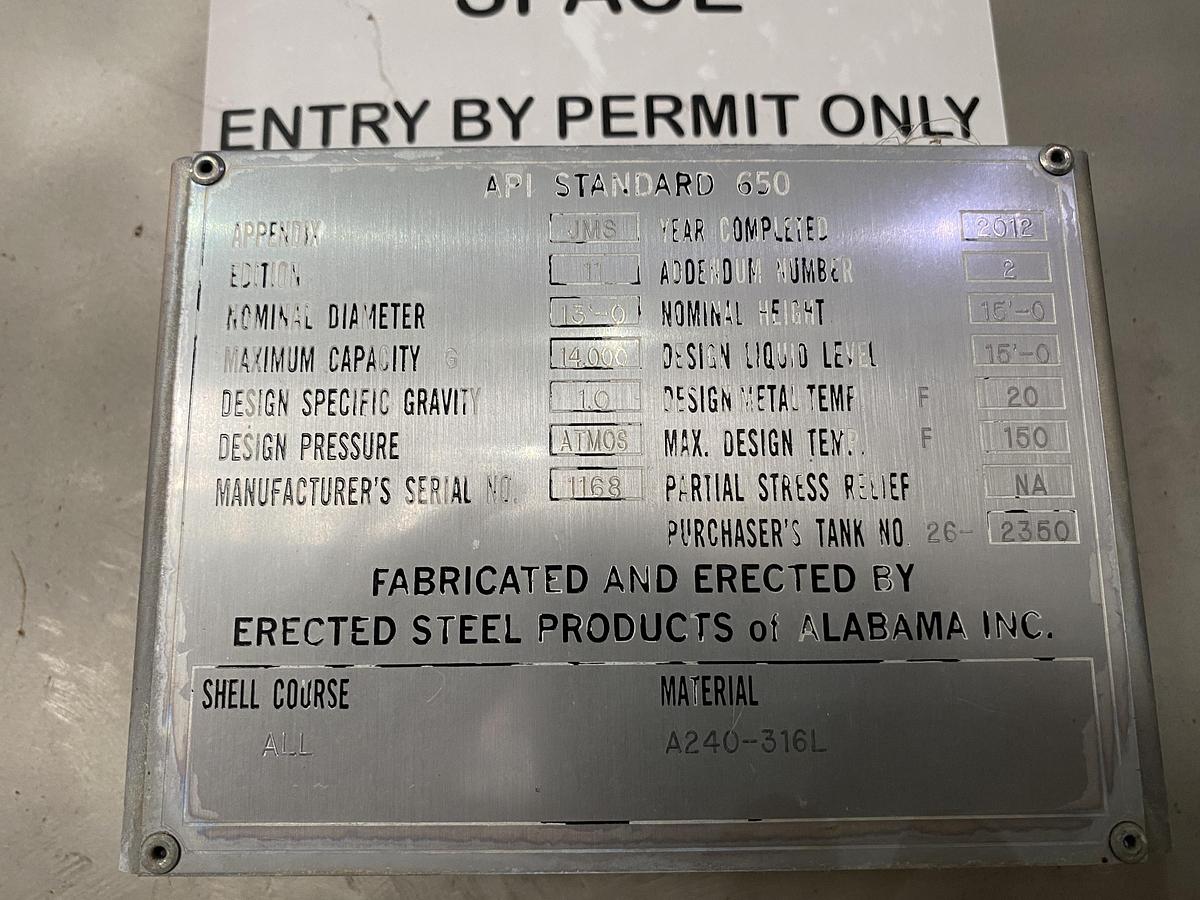 SPACE
ENTRY BY PERMIT ONLY
API STANDARD 650
APPENDIX JMS YEAR COMPLETED 2012
EDITION 11 ADDENDUM NUMBER 2
NOMINAL DIAMETER 13'-0 NOMINAL HEIGHT 15'-0
MAXIMUM CAPACITY G 14,000 DESIGN LIQUID LEVEL 15'-0
DESIGN SPECIFIC GRAVITY 1.0 DESIGN METAL TEMP F 20
DESIGN PRESSURE ATMOS MAX. DESIGN TEMP. F 150
MANUFACTURER'S SERIAL NO. 1168 PARTIAL STRESS RELIEF NA
PURCHASER'S TANK NO. 26- 2350
FABRICATED AND ERECTED BY
ERECTED STEEL PRODUCTS of ALABAMA INC.
SHELL COURSE MATERIAL
ALL A240-316L